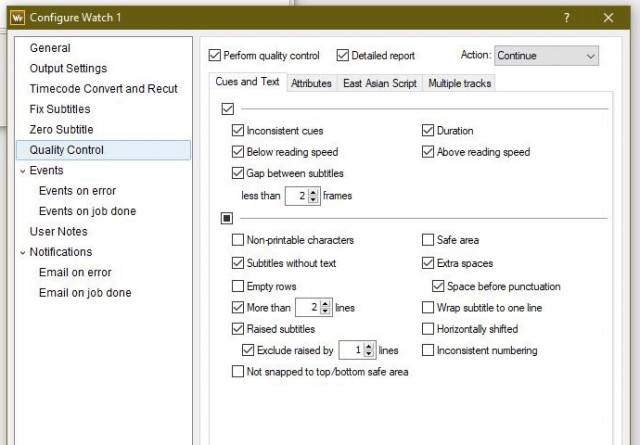 Configure Watch 1
General
Output Settings
Timecode Convert and Recut
Fix Subtitles
Zero Subtitle
Quality Control
Events
Events on error
Events on job done
User Notes
Notifications
Email on error
Email on job done
Perform quality control Detailed report Action: Continue
Cues and Text Attributes East Asian Script Multiple tracks
Inconsistent cues Duration
Below reading speed Above reading speed
Gap between subtitles
less than 2 frames
Non-printable characters Safe area
Subtitles without text Extra spaces
Empty rows Space before punctuation
More than 2 lines Wrap subtitle to one line
Raised subtitles Horizontally shifted
Exclude raised by 1 lines Inconsistent numbering
Not snapped to top/bottom safe area